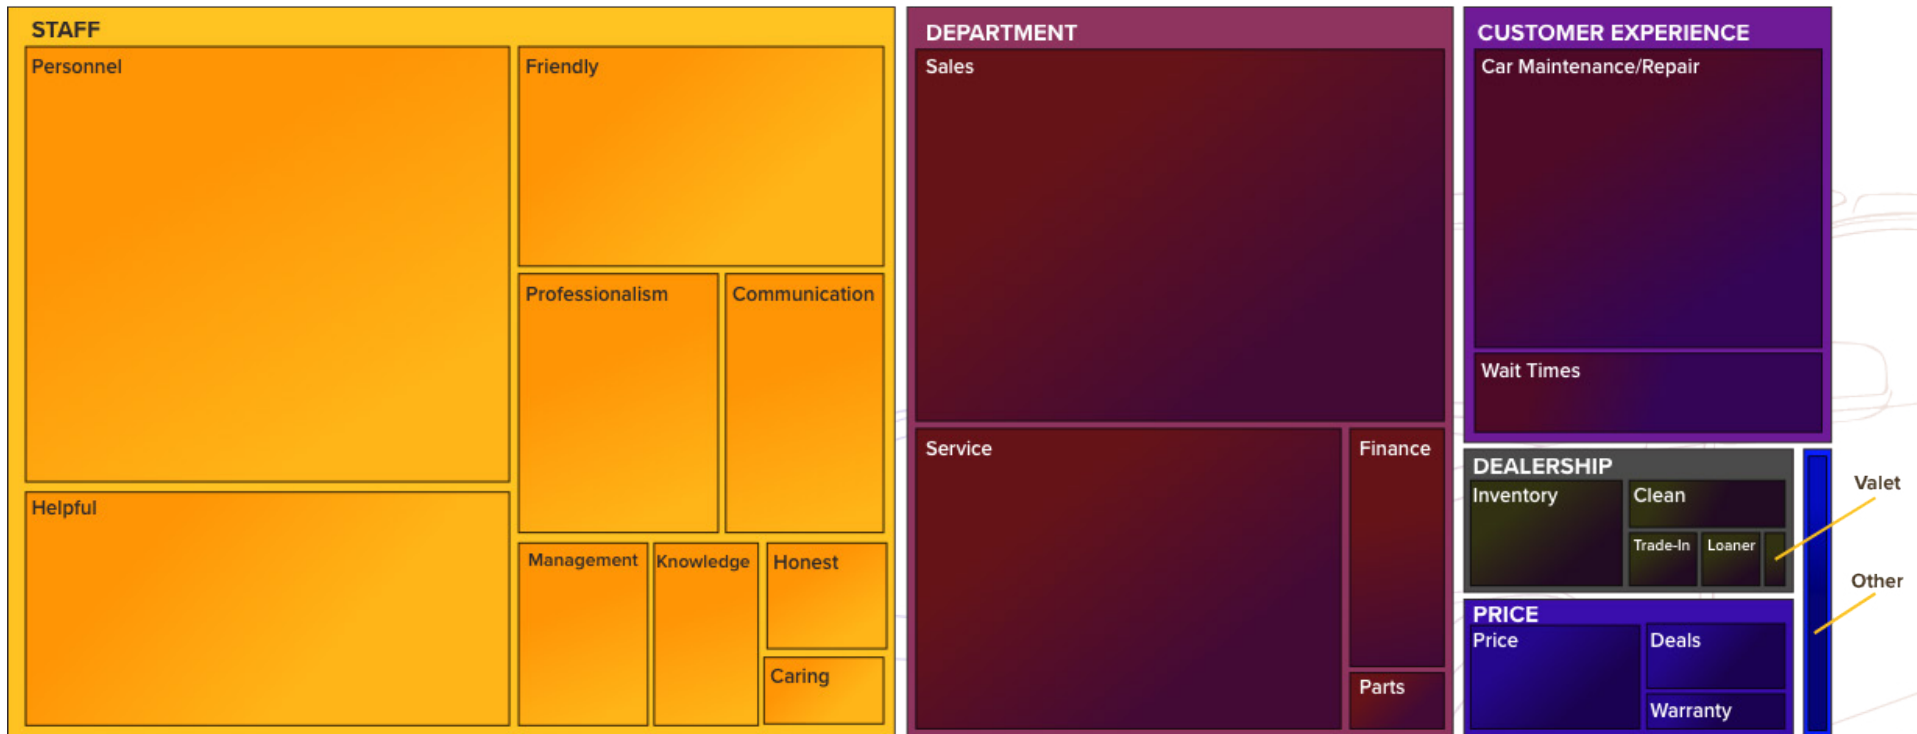 STAFF
Personnel
Friendly
Professionalism
Communication
Helpful
Management
Knowledge
Honest
Caring
DEPARTMENT
Sales
Service
Finance
Parts
CUSTOMER EXPERIENCE
Car Maintenance/Repair
Wait Times
DEALERSHIP
Inventory
Clean
Trade-In
Loaner
Valet
Other
PRICE
Price
Deals
Warranty